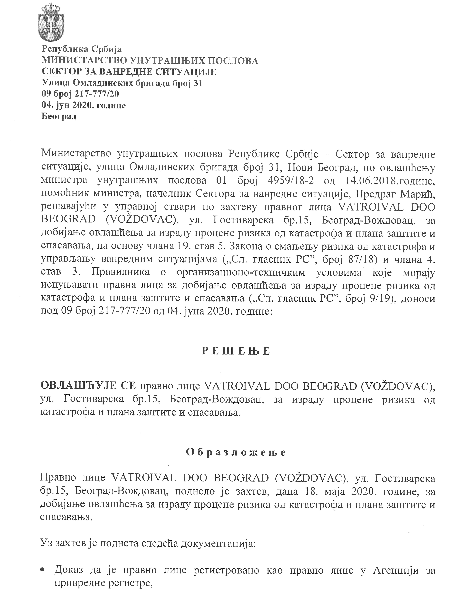 Република Србија
МИНИСТАРСТВО УНУТРАШЊИХ ПОСЛОВА
СЕКТОР ЗА ВАНРЕДНЕ СИТУАЦИЈЕ
Улица Омладинских бригада број 31
09 број 217-777/20
04. јун 2020. године
Београд
Министарство унутрашњих послова Републике Србије – Сектор за ванредне
ситуације, улица Омладинских бригада број 31, Нови Београд, по овлашћењу
министра унутрашњих послова 01 број 4959/18-2 од 14.06.2018.године,
помоћник министра, начелник Сектора за ванредне ситуације, Предраг Марић,
решавајући у управној ствари по захтеву правног лица VATROIVAL DOO
BEOGRAD (VOŽDOVAC), ул. Гостиварска бр.15, Београд-Вождовац, за
добијање овлашћења за израду процене ризика од катастрофа и плана заштите и
спасавања, на основу члана 19. став 5. Закона о смањењу ризика од катастрофа и
управљању ванредним ситуацијама („Сл. гласник РС”, број 87/18) и члана 4.
став 3. Правилника о организационо-техничким условима које морају
испуњавати правна лица за добијање овлашћења за израду процене ризика од
катастрофа и плана заштите и спасавања („Сл. гласник РС”, број 9/19), доноси
под 09 број 217-777/20 од 04. јуна 2020. године:
Р Е Ш Е Њ Е
ОВЛАШЋУЈЕ СЕ правно лице VATROIVAL DOO BEOGRAD (VOŽDOVAC),
ул. Гостиварска бр.15, Београд-Вождовац, за израду процене ризика од
катастрофа и плана заштите и спасавања.
О б р а з л о ж е њ е
Правно лице VATROIVAL DOO BEOGRAD (VOŽDOVAC), ул. Гостиварска
бр.15, Београд-Вождовац, поднело је захтев, дана 18. маја 2020. године, за
добијање овлашћења за израду процене ризика од катастрофа и плана заштите и
спасавања.
Уз захтев је поднета следећа документација:
• Доказ да је правно лице регистровано као правно лице у Агенцији за
привредне регистре,